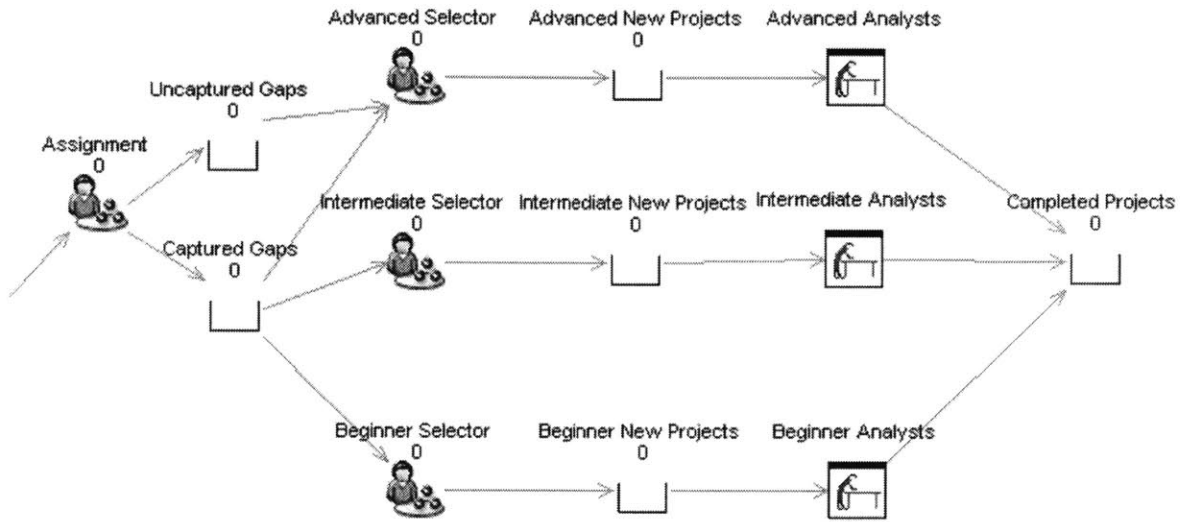 Advanced Selector
0
Advanced New Projects
0
Advanced Analysts
Uncaptured Gaps
0
Assignment
0
Captured Gaps
0
Intermediate Selector
0
Intermediate New Projects
0
Intermediate Analysts
Completed Projects
0
Beginner Selector
0
Beginner New Projects
0
Beginner Analysts